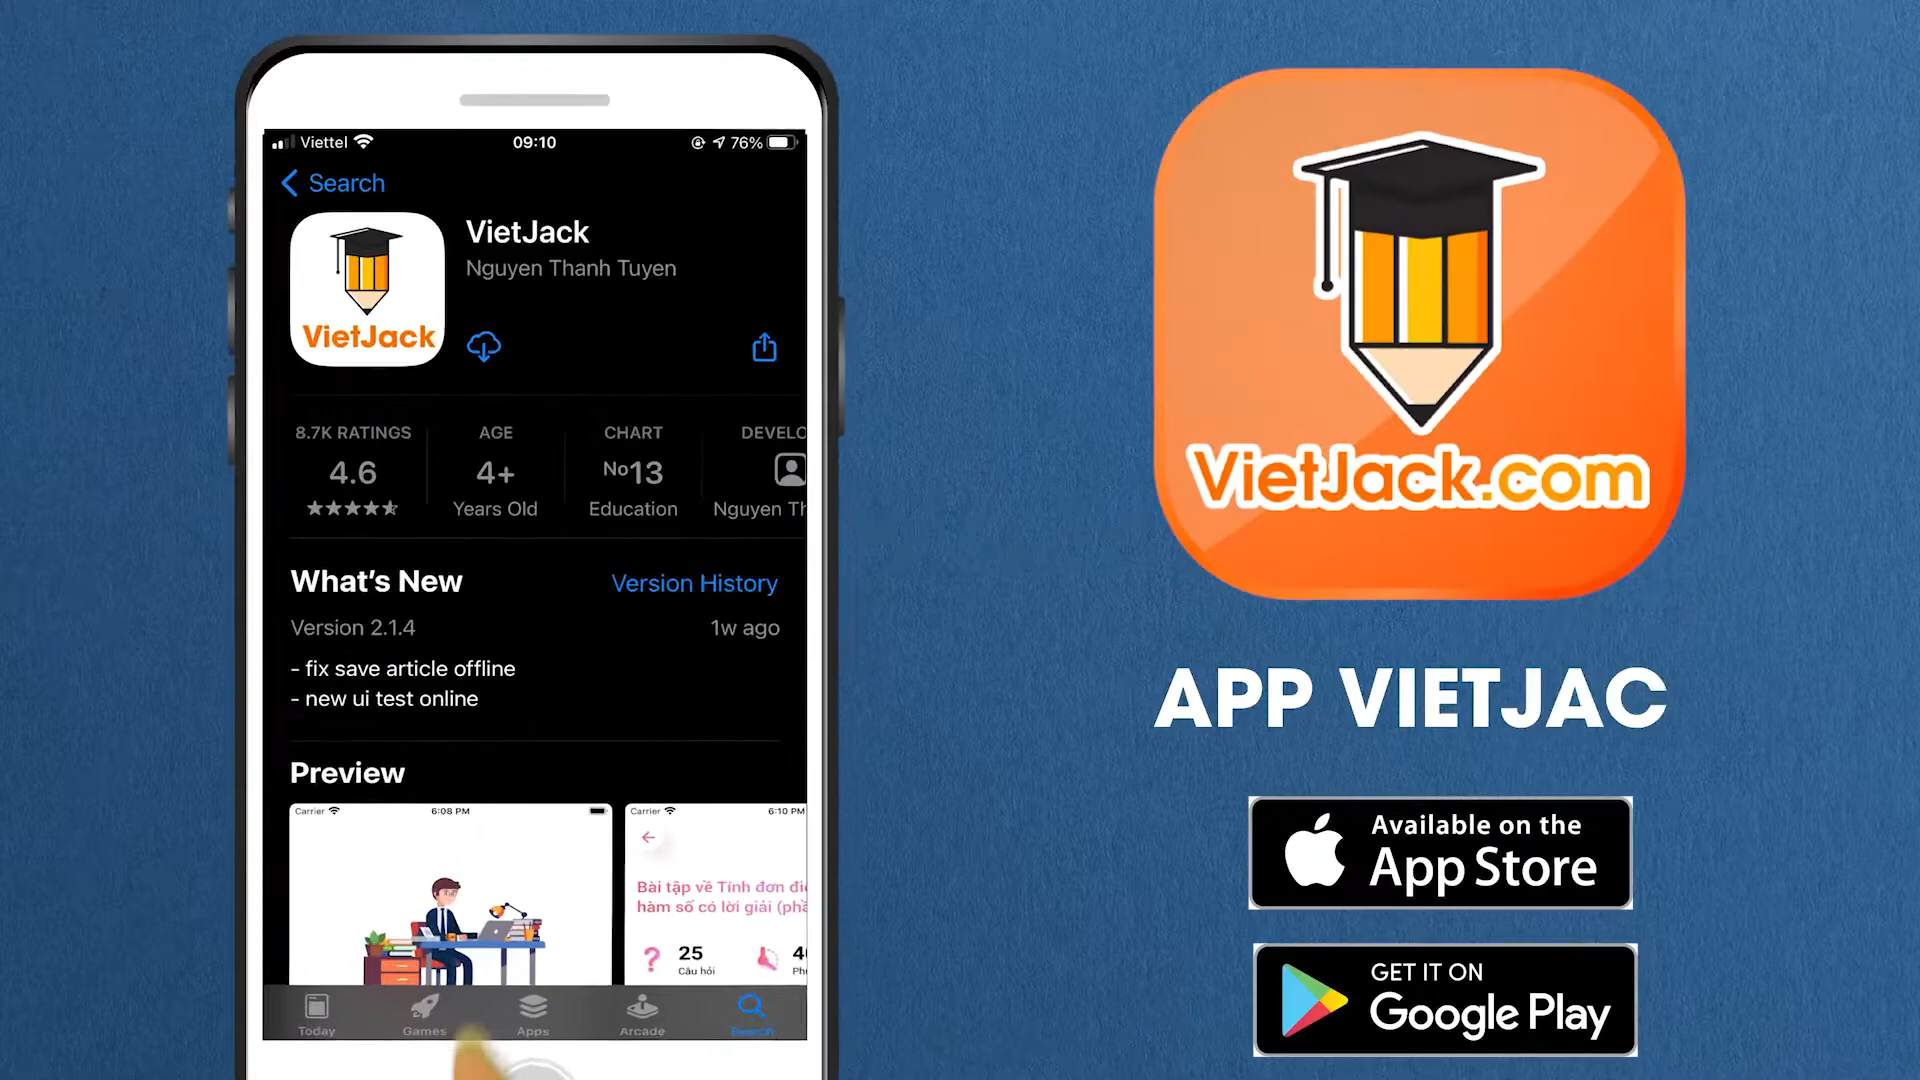 Viettel
09:10
76%
Search
VietJack
Nguyen Thanh Tuyen
VietJack
8.7K RATINGS
4.6
AGE
4+
Years Old
CHART
No13
Education
DEVELO
Nguyen Th
What's New
Version History
Version 2.1.4
1w ago
- fix save article offline
- new ui test online
Preview
Carrier
6:08 PM
Carrier
6:10 PM
Bài tập về Tính đơn điệ
hàm số có lời giải (phầ
25
Câu hỏi
Today
Games
Apps
Arcade
Search
VietJack.com
APP VIETJAC
Available on the
App Store
GET IT ON
Google Play